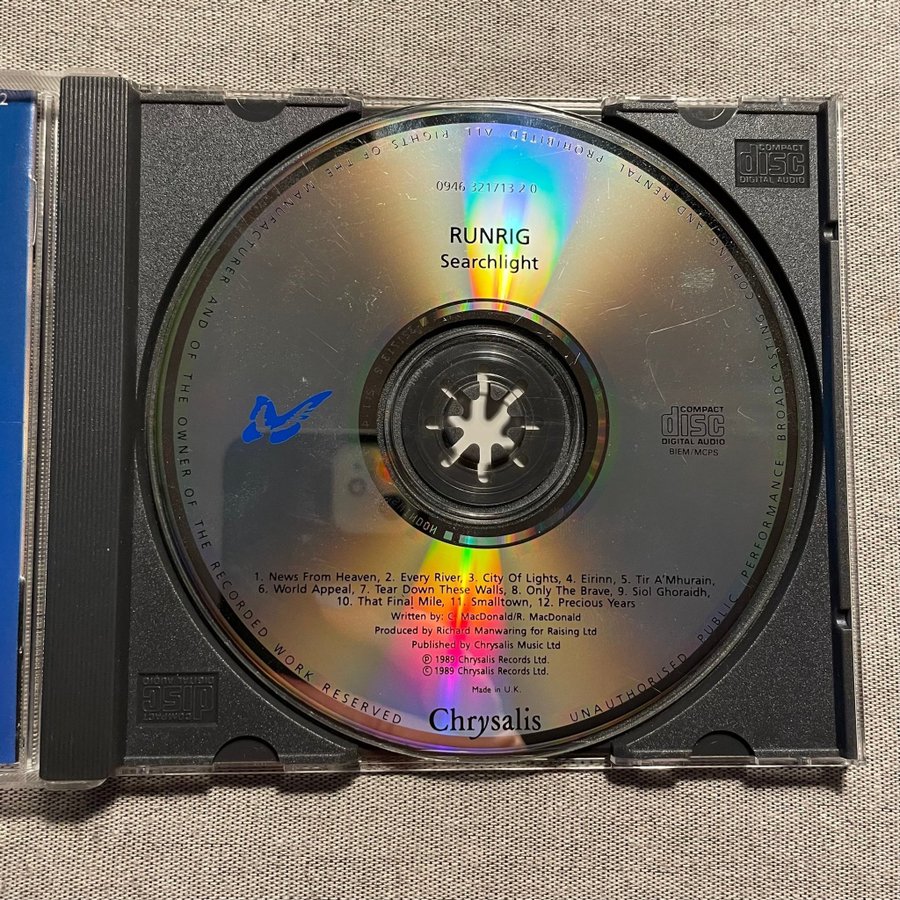 2
0946 321713 2 0
RUNRIG
Searchlight
COMPACT
disc
DIGITAL AUDIO
COMPACT
disc
DIGITAL AUDIO
BIEM/MCPS
1. News From Heaven, 2. Every River, 3. City Of Lights, 4. Eirinn, 5. Tir A'Mhurain,
6. World Appeal, 7. Tear Down These Walls, 8. Only The Brave, 9. Siol Ghoraidh,
10. That Final Mile, 11. Smalltown, 12. Precious Years
Written by: C. MacDonald/R. MacDonald
Produced by Richard Manwaring for Raising Ltd
Published by Chrysalis Music Ltd
Ⓟ 1989 Chrysalis Records Ltd.
© 1989 Chrysalis Records Ltd.
Made in U.K.
Chrysalis
ALL RIGHTS OF THE MANUFACTURER AND OF THE OWNER OF THE RECORDED WORK RESERVED
UNAUTHORISED PUBLIC PERFORMANCE · BROADCASTING · COPYING AND RENTAL PROHIBITED
COMPACT
disc
DIGITAL AUDIO